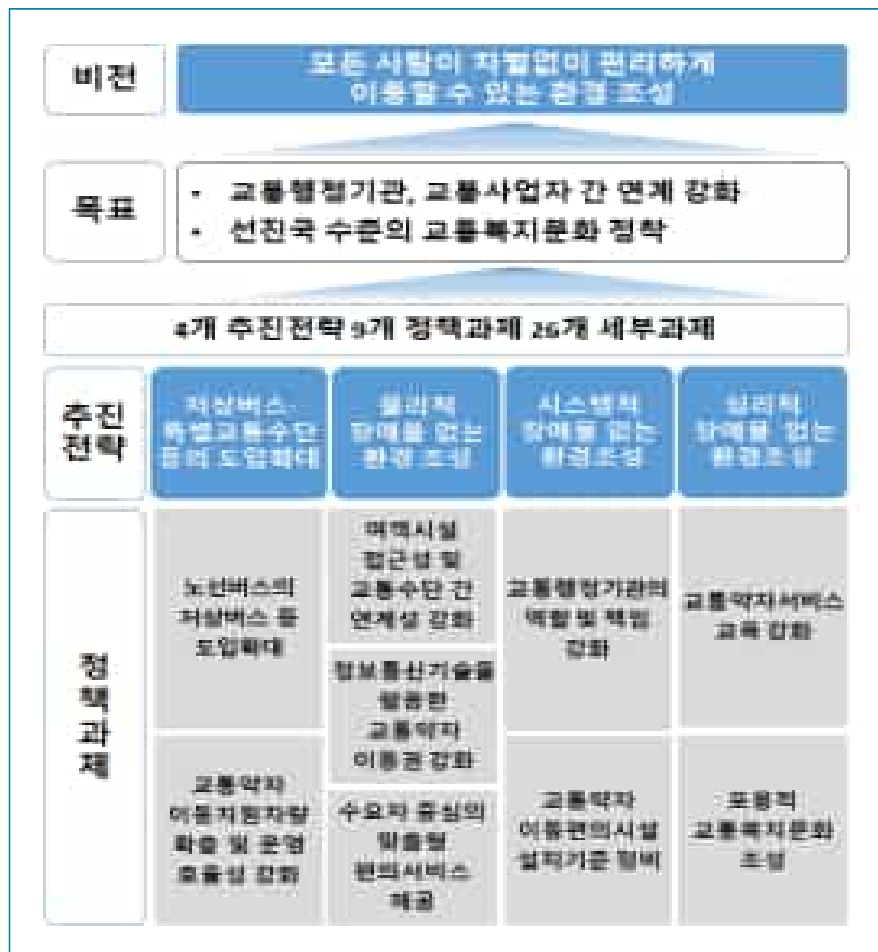 비전
모든 사람이 차별없이 편리하게
이동할 수 있는 환경 조성
목표
• 교통행정기관, 교통사업자 간 연계 강화
• 선진국 수준의 교통복지문화 정착
4개 추진전략 9개 정책과제 26개 세부과제
추진
전략
저상버스·
특별교통수단
등의 도입확대
물리적
장애물 없는
환경 조성
시스템적
장애물 없는
환경조성
심리적
장애물 없는
환경조성
정책과제
노선버스의
저상버스 등
도입확대
교통약자
이동지원차량
확충 및 운영
효율성 강화
여객시설
접근성 및
교통수단 간
연계성 강화
정보통신기술을
활용한
교통약자
이동권 강화
수요자 중심의
맞춤형
편의서비스
제공
교통행정기관의
역할 및 책임
강화
교통약자
이동편의시설
설치기준 정비
교통약자서비스
교육 강화
포용적
교통복지문화
조성